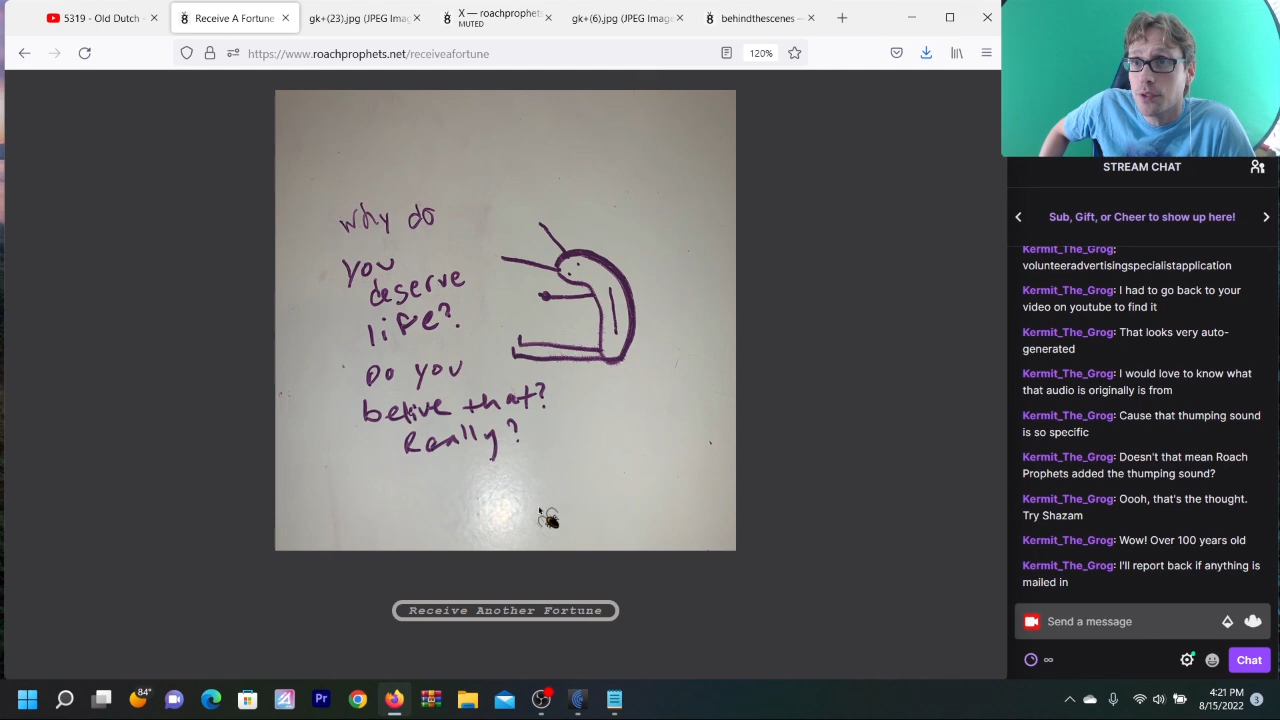 5319 - Old Dutch
Receive A Fortune
gk+(23).jpg (JPEG Imag
X — roachprophets
MUTED
gk+(6).jpg (JPEG Image
behindthescenes —
https://www.roachprophets.net/receiveafortune
120%
why do
you
deserve
life?
Do you
belive that?
Really?
Receive Another Fortune
STREAM CHAT
Sub, Gift, or Cheer to show up here!
Kermit_The_Grog:
volunteeradvertisingspecialistapplication
Kermit_The_Grog: I had to go back to your
video on youtube to find it
Kermit_The_Grog: That looks very auto-
generated
Kermit_The_Grog: I would love to know what
that audio is originally is from
Kermit_The_Grog: Cause that thumping sound
is so specific
Kermit_The_Grog: Doesn't that mean Roach
Prophets added the thumping sound?
Kermit_The_Grog: Oooh, that's the thought.
Try Shazam
Kermit_The_Grog: Wow! Over 100 years old
Kermit_The_Grog: I'll report back if anything is
mailed in
Send a message
Chat
84°
Pr
4:21 PM
8/15/2022
3